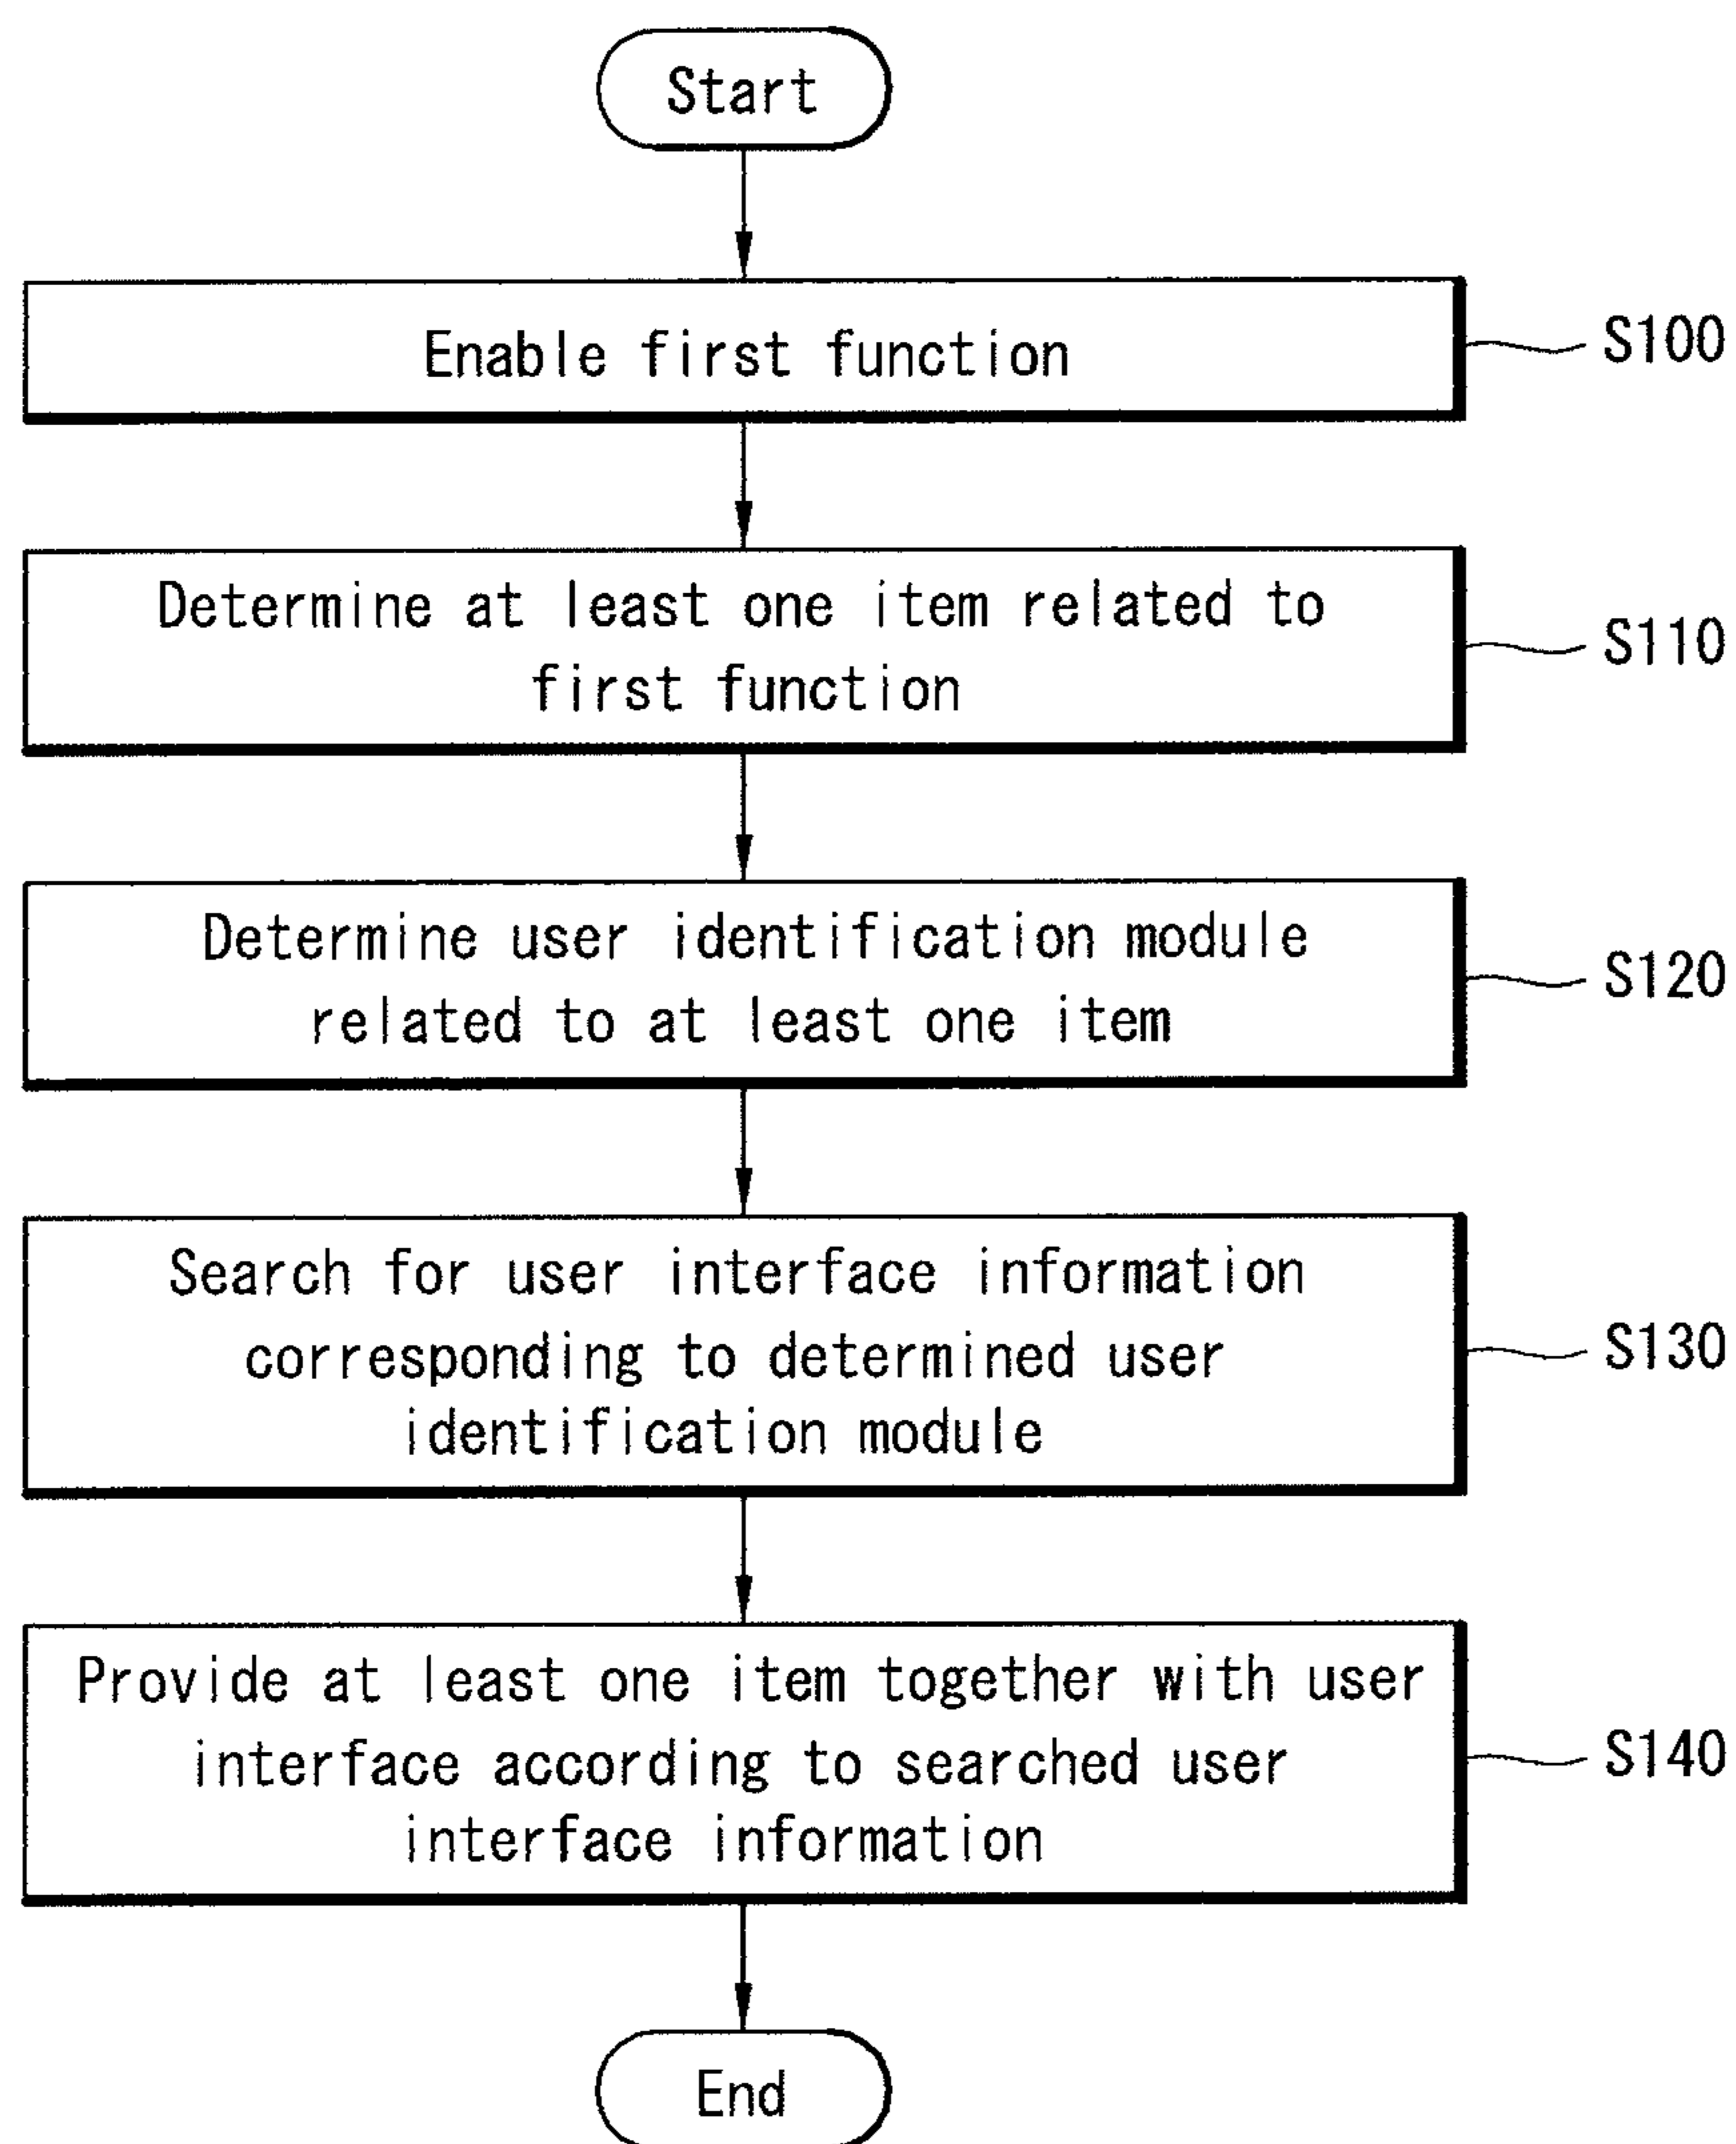 Start
Enable first function
S100
Determine at least one item related to
first function
S110
Determine user identification module
related to at least one item
S120
Search for user interface information
corresponding to determined user
identification module
S130
Provide at least one item together with user
interface according to searched user
interface information
S140
End